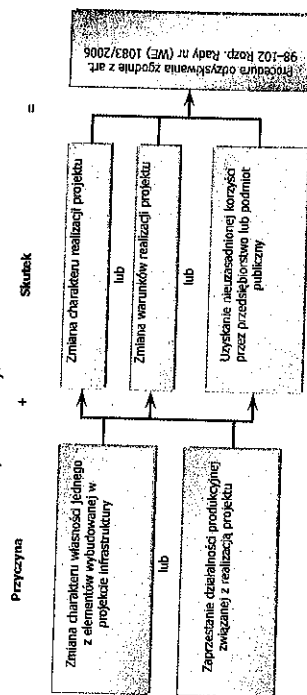 Przyczyna
+
Skutek
=
Zmiana charakteru własności jednego
z elementów wybudowanej w
projekcie infrastruktury
lub
Zaprzestanie działalności produkcyjnej
związanej z realizacją projektu
Zmiana charakteru realizacji projektu
lub
Zmiana warunków realizacji projektu
lub
Uzyskanie nieuzasadnionej korzyści
przez przedsiębiorstwo lub podmiot
publiczny
Procedura odzyskiwania zgodnie z art.
98-102 Rozp. Rady nr (WE) 1083/2006